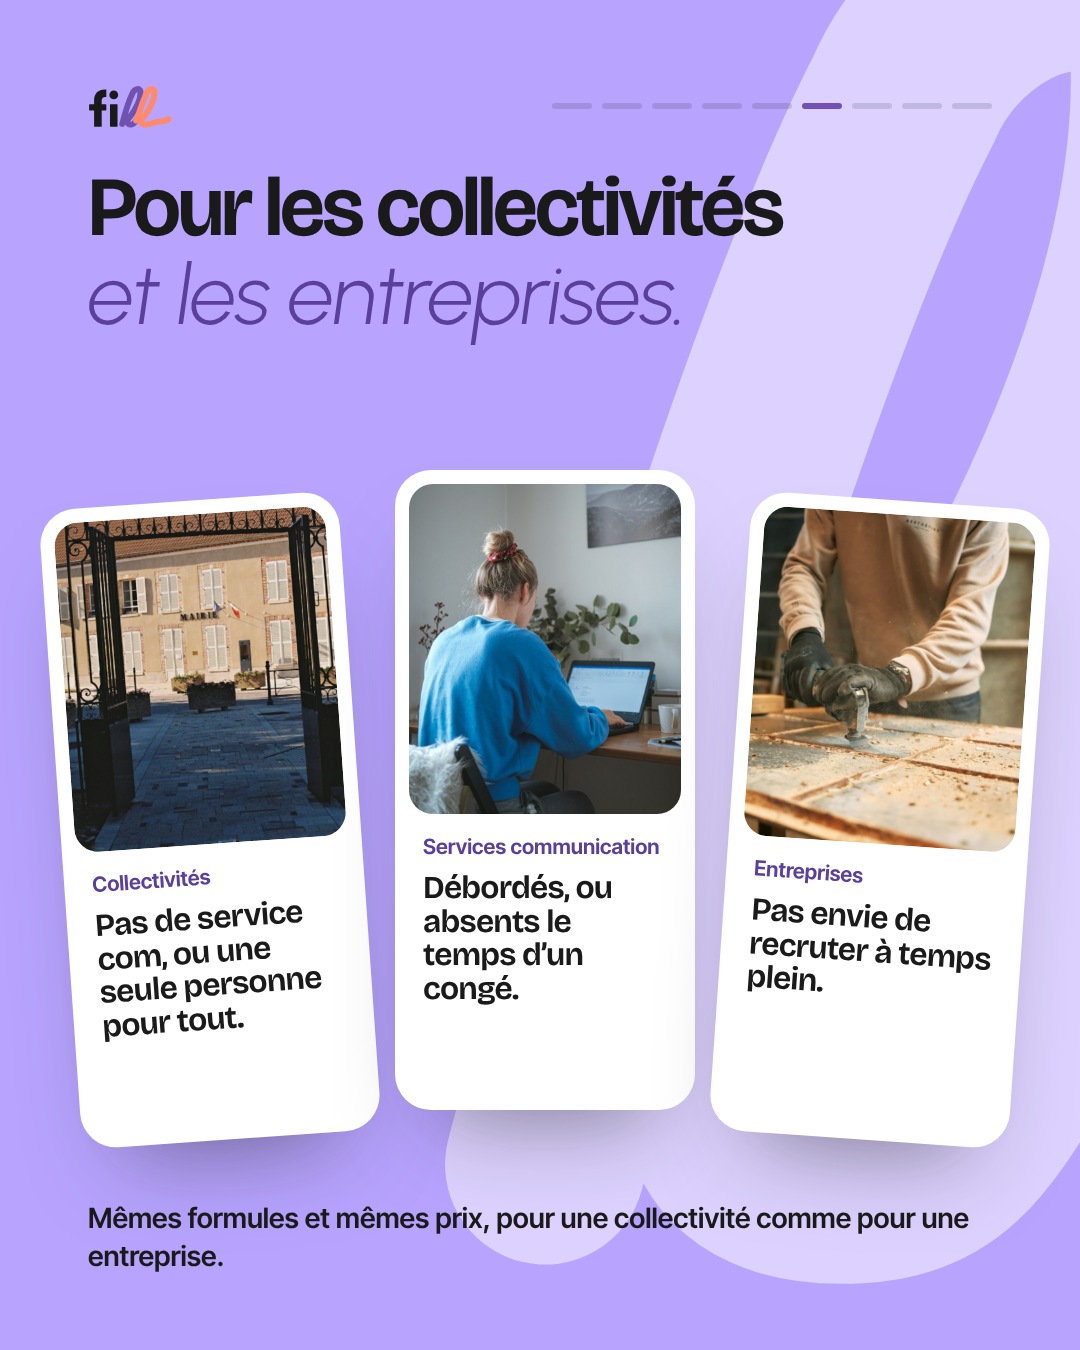 fill
Pour les collectivités
et les entreprises.
MAIRIE
Collectivités
Pas de service
com, ou une
seule personne
pour tout.
Services communication
Débordés, ou
absents le
temps d’un
congé.
Entreprises
Pas envie de
recruter à temps
plein.
Mêmes formules et mêmes prix, pour une collectivité comme pour une
entreprise.